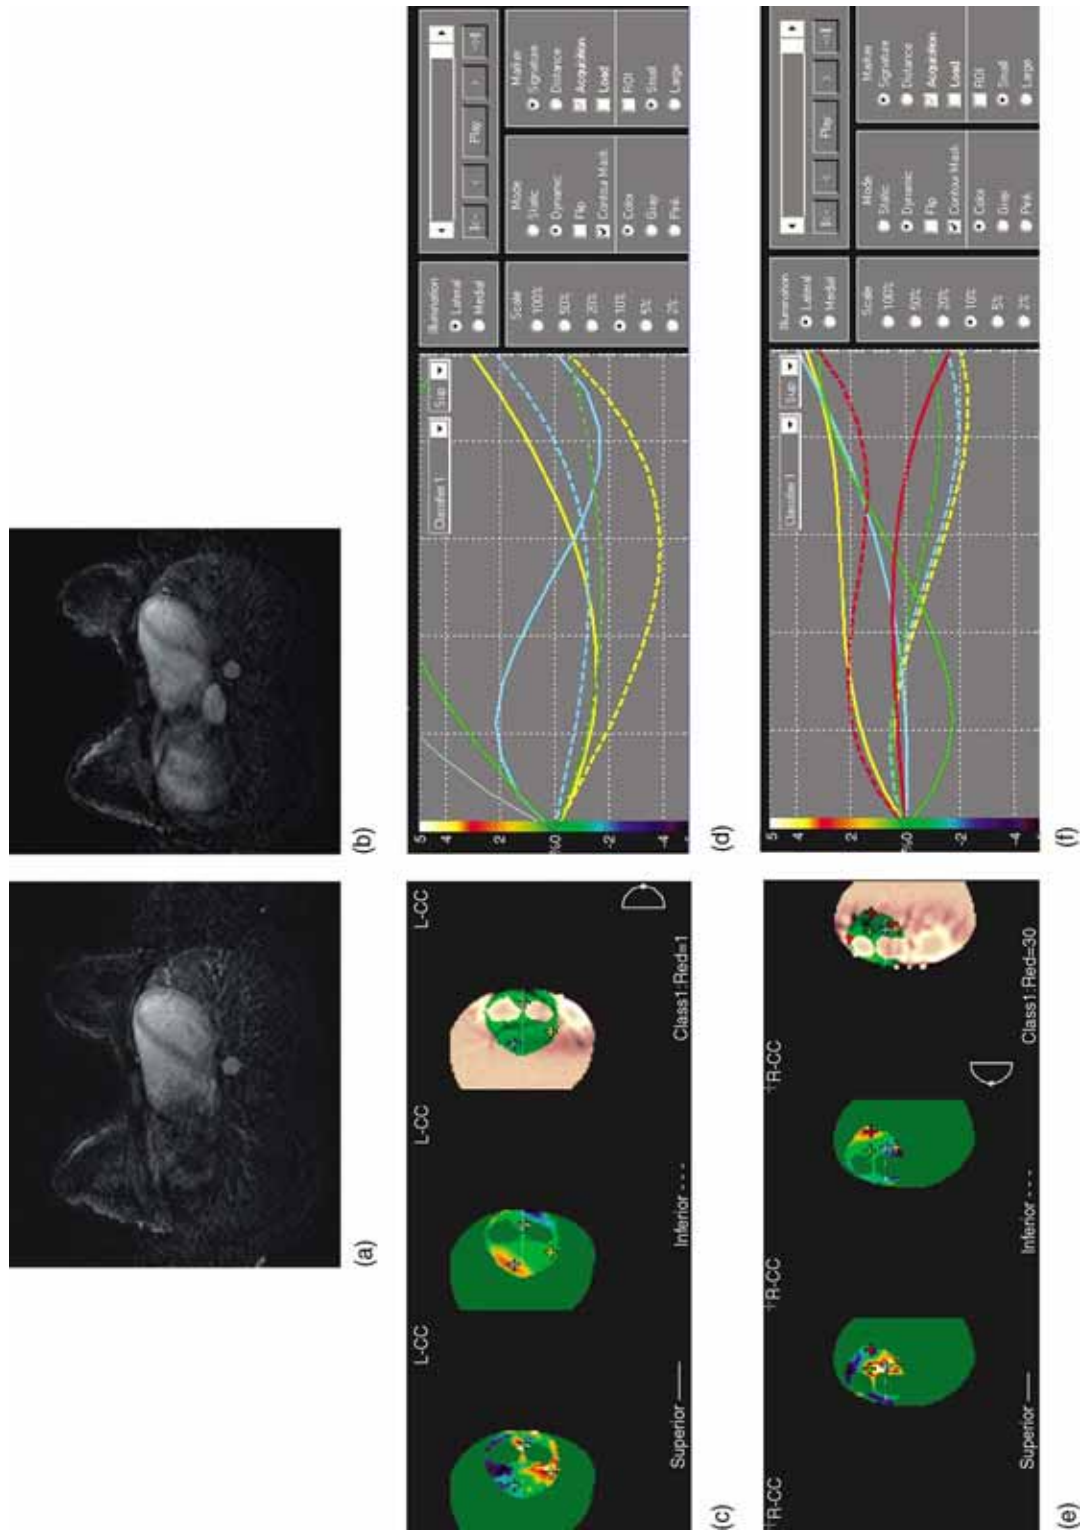 (a)
(b)
L-CC
L-CC
L-CC
Superior
Inferior - - -
Class1:Red=1
(c)
5
4
2
-2
-4
Classifier 1
Sup
Illumination
Lateral
Medial
Play
Scale
100%
50%
20%
10%
5%
2%
Mode
Static
Dynamic
Flip
Contour Mask
Color
Gray
Pink
Marker
Signature
Distance
Acquisition
Load
ROI
Small
Large
(d)
R-CC
R-CC
R-CC
R-CC
Superior
Inferior - - -
Class1:Red=30
(e)
5
4
2
-2
-4
Classifier 1
Sup
Illumination
Lateral
Medial
Play
Scale
100%
50%
20%
10%
5%
2%
Mode
Static
Dynamic
Flip
Contour Mask
Color
Gray
Pink
Marker
Signature
Distance
Acquisition
Load
ROI
Small
Large
(f)